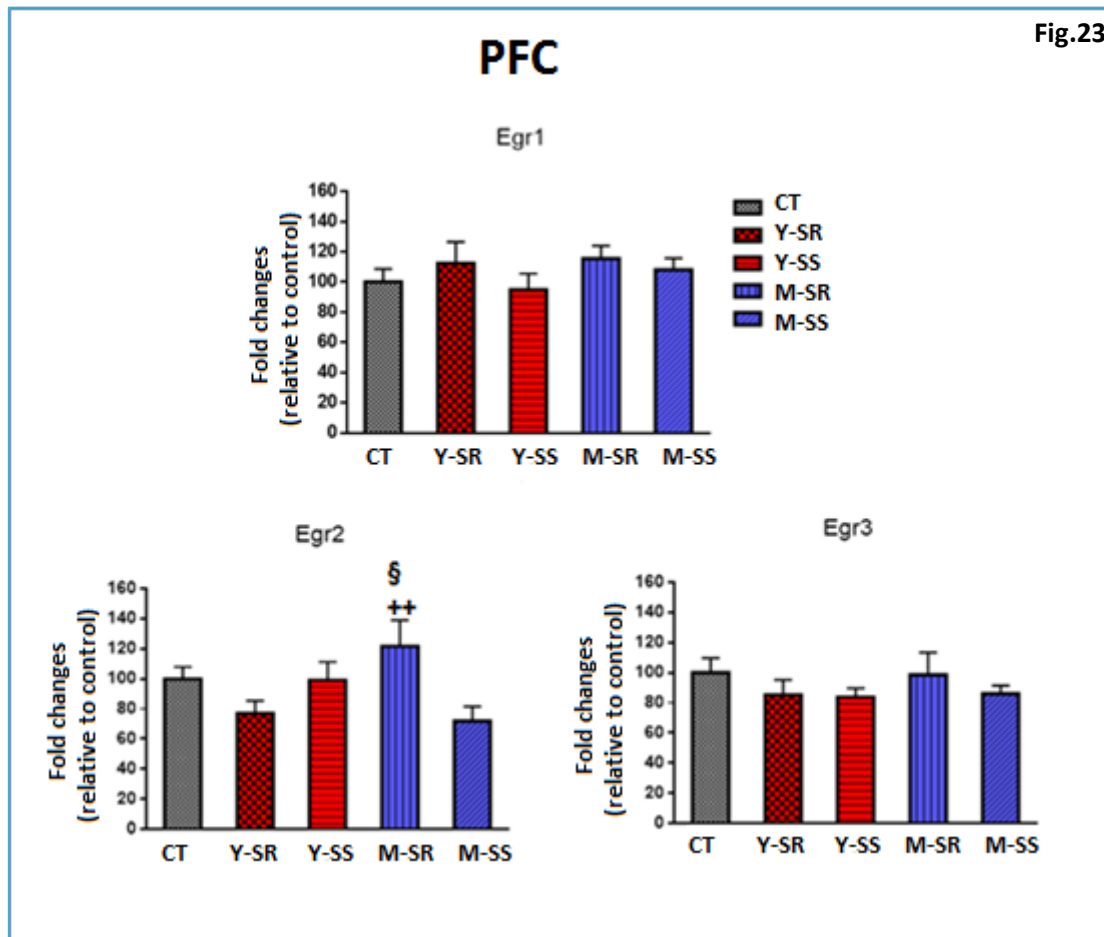 Fig.23
PFC
Egr1
Fold changes
(relative to control)
160
140
120
100
80
60
40
20
0
CT Y-SR Y-SS M-SR M-SS
CT
Y-SR
Y-SS
M-SR
M-SS
Egr2
Fold changes
(relative to control)
160
140
120
100
80
60
40
20
0
§
++
CT Y-SR Y-SS M-SR M-SS
Egr3
Fold changes
(relative to control)
160
140
120
100
80
60
40
20
0
CT Y-SR Y-SS M-SR M-SS